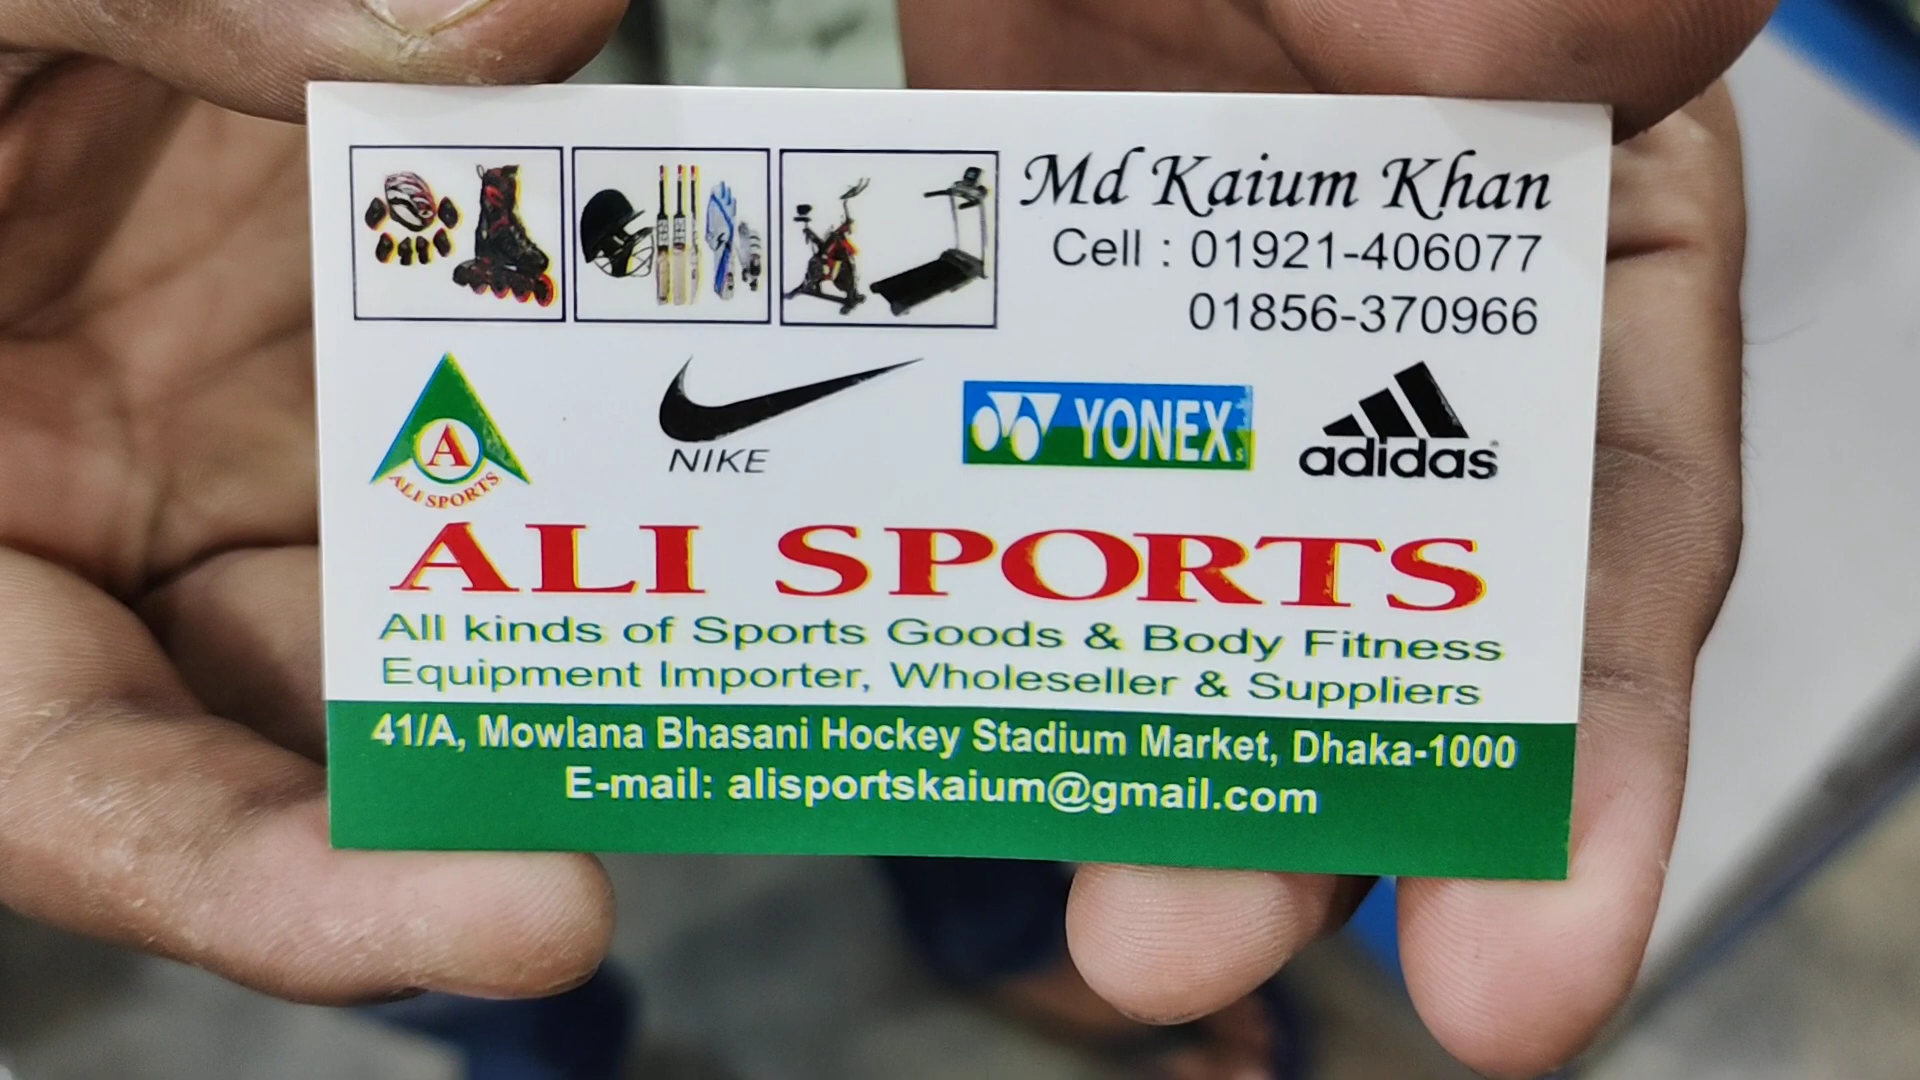 Md Kaium Khan
Cell : 01921-406077
01856-370966
A
ALI SPORTS
NIKE
YONEX
adidas
ALI SPORTS
All kinds of Sports Goods & Body Fitness
Equipment Importer, Wholeseller & Suppliers
41/A, Mowlana Bhasani Hockey Stadium Market, Dhaka-1000
E-mail: alisportskaium@gmail.com